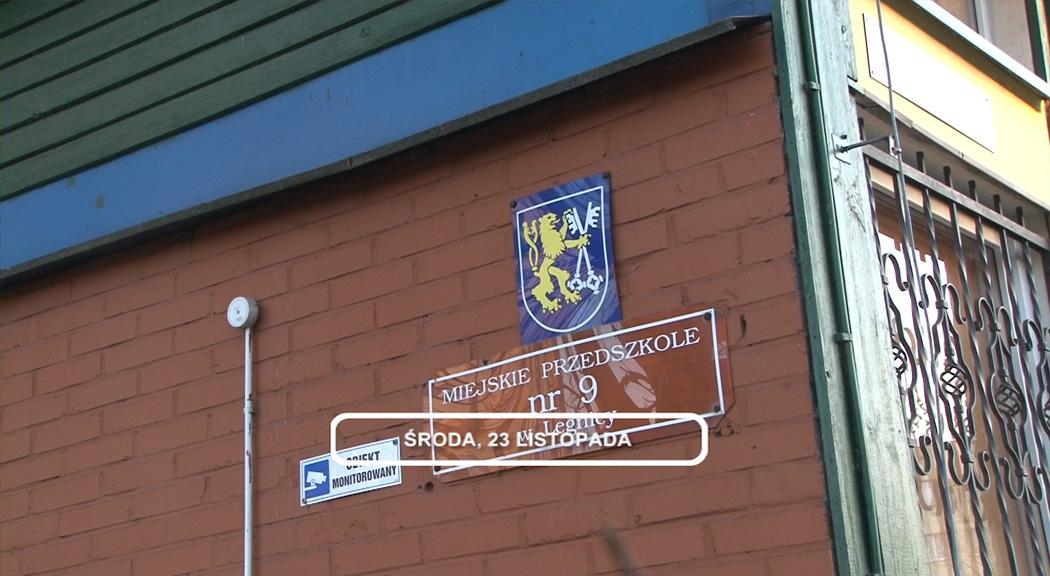 MIEJSKIE PRZEDSZKOLE
nr 9
w Legnicy
ŚRODA, 23 LISTOPADA
OBIEKT
MONITOROWANY